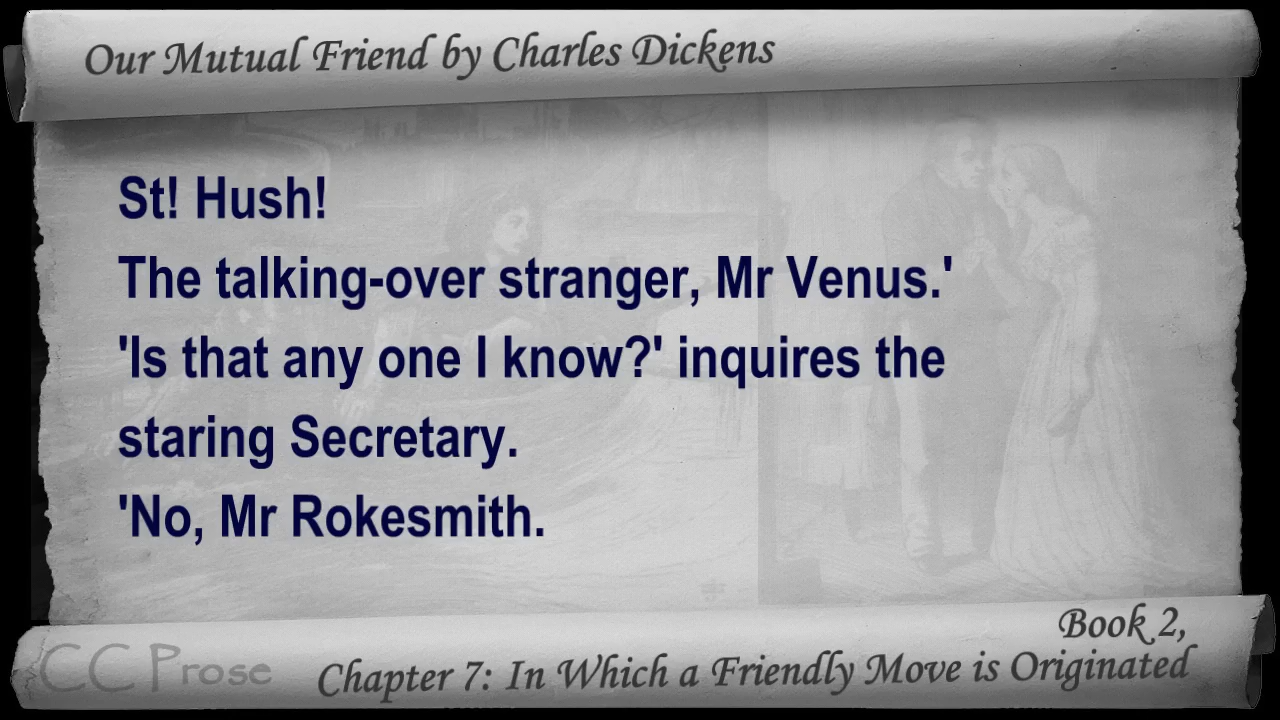 Our Mutual Friend by Charles Dickens
St! Hush!
The talking-over stranger, Mr Venus.'
'Is that any one I know?' inquires the
staring Secretary.
'No, Mr Rokesmith.
Book 2,
Chapter 7: In Which a Friendly Move is Originated
CC Prose